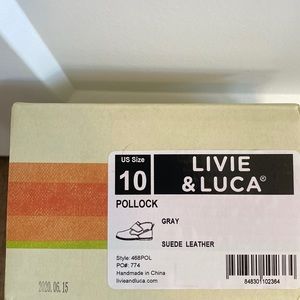 US Size
10
LIVIE
& LUCA®
POLLOCK
GRAY
SUEDE LEATHER
Style: 468POL
PO#: 774
Handmade in China
livieandluca.com
848301102364
2020.06.15